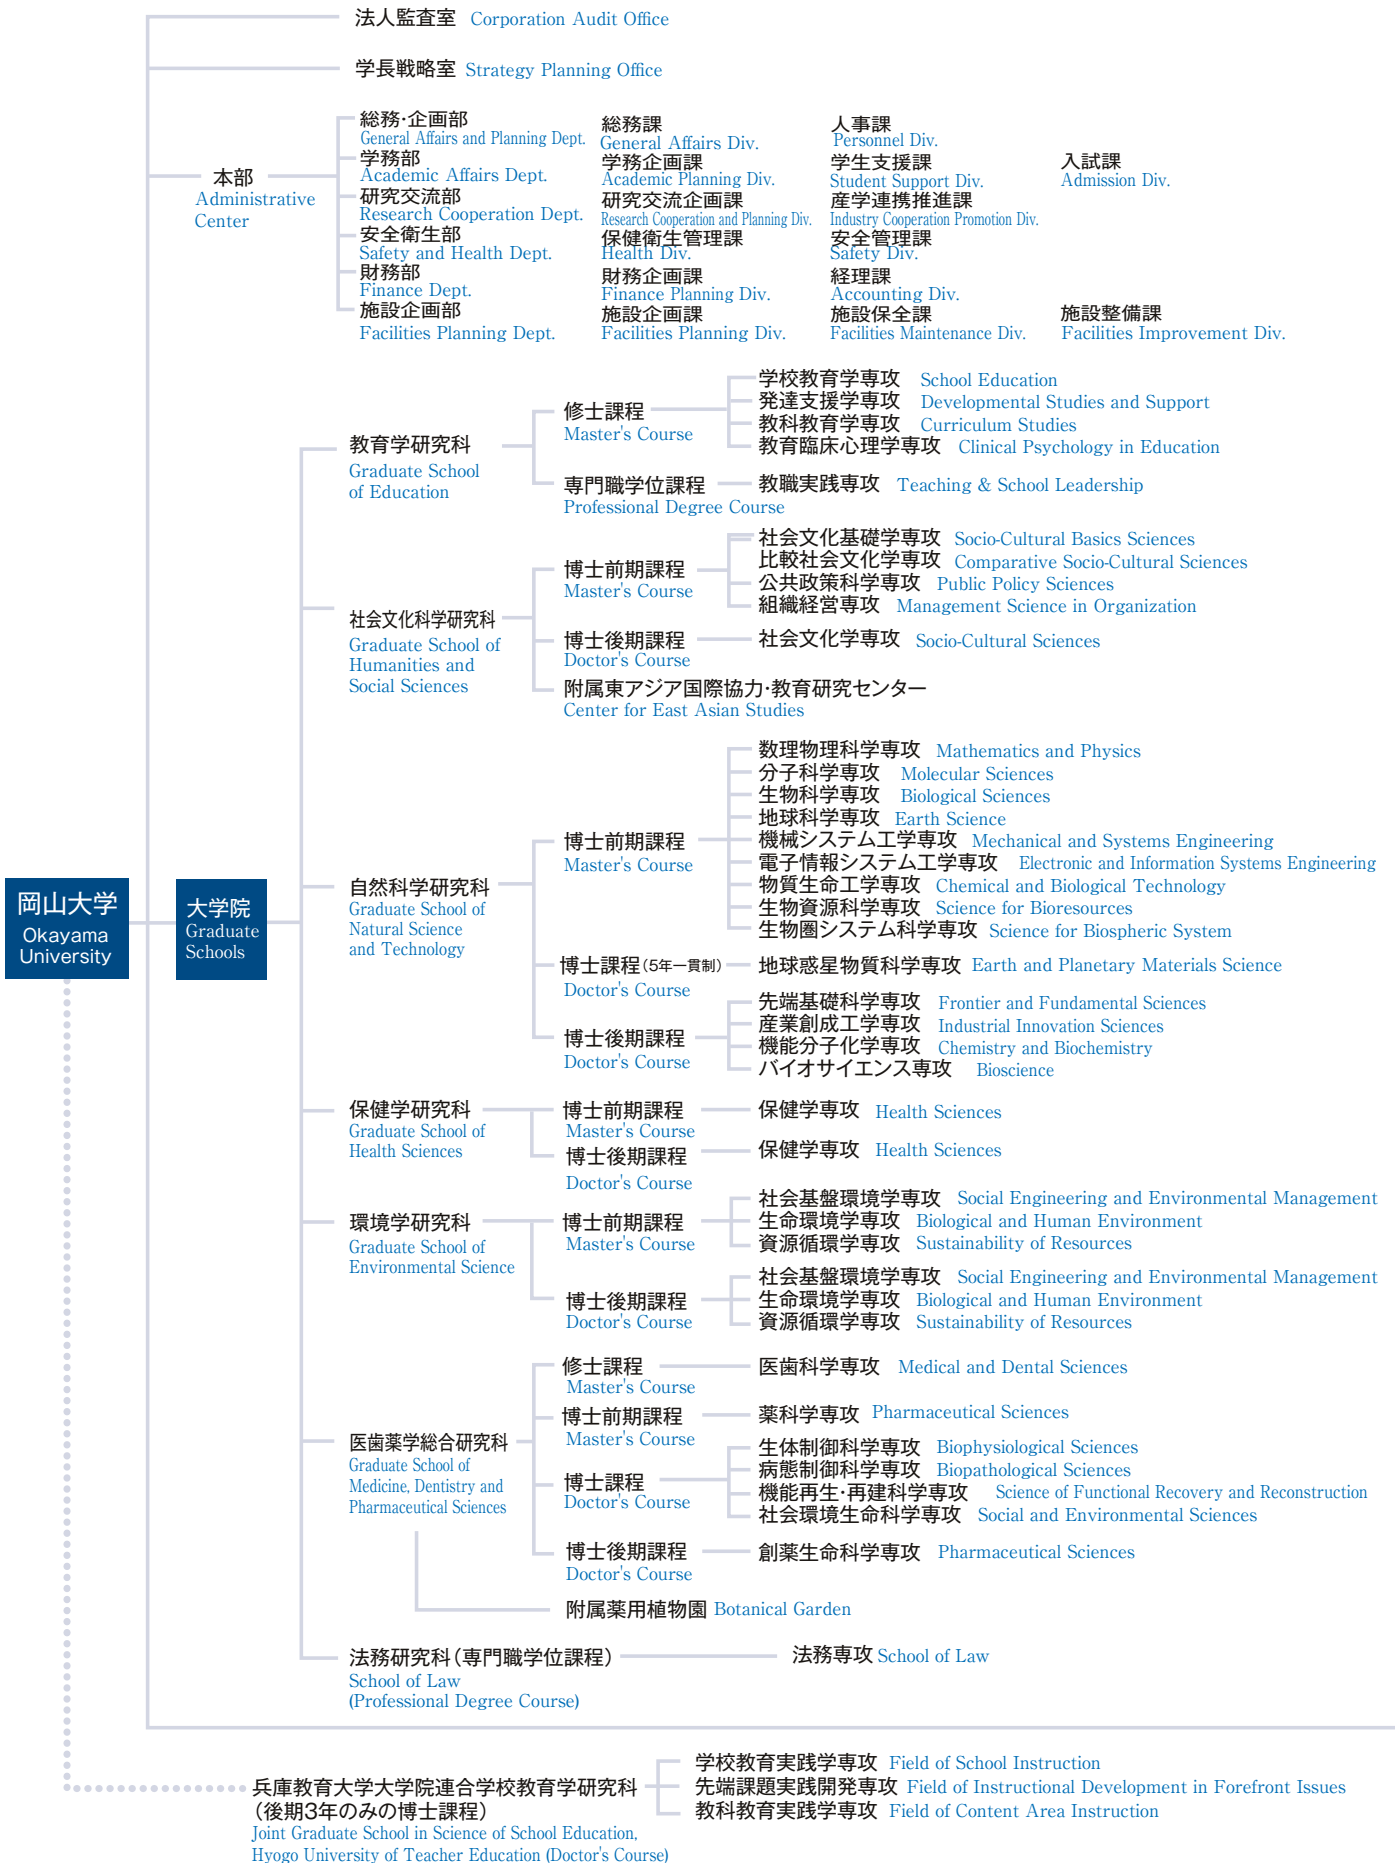 法人監査室 Corporation Audit Office
学長戦略室 Strategy Planning Office
本部
Administrative
Center
総務・企画部 総務課 人事課
General Affairs and Planning Dept. General Affairs Div. Personnel Div.
学務部 学務企画課 学生支援課 入試課
Academic Affairs Dept. Academic Planning Div. Student Support Div. Admission Div.
研究交流部 研究交流企画課 産学連携推進課
Research Cooperation Dept. Research Cooperation and Planning Div. Industry Cooperation Promotion Div.
安全衛生部 保健衛生管理課 安全管理課
Safety and Health Dept. Health Div. Safety Div.
財務部 財務企画課 経理課
Finance Dept. Finance Planning Div. Accounting Div.
施設企画部 施設企画課 施設保全課 施設整備課
Facilities Planning Dept. Facilities Planning Div. Facilities Maintenance Div. Facilities Improvement Div.
岡山大学
Okayama
University
大学院
Graduate
Schools
教育学研究科
Graduate School
of Education
修士課程
Master's Course
学校教育学専攻 School Education
発達支援学専攻 Developmental Studies and Support
教科教育学専攻 Curriculum Studies
教育臨床心理学専攻 Clinical Psychology in Education
専門職学位課程 教職実践専攻 Teaching & School Leadership
Professional Degree Course
社会文化科学研究科
Graduate School of
Humanities and
Social Sciences
博士前期課程
Master's Course
社会文化基礎学専攻 Socio-Cultural Basics Sciences
比較社会文化学専攻 Comparative Socio-Cultural Sciences
公共政策科学専攻 Public Policy Sciences
組織経営専攻 Management Science in Organization
博士後期課程 社会文化学専攻 Socio-Cultural Sciences
Doctor's Course
附属東アジア国際協力・教育研究センター
Center for East Asian Studies
自然科学研究科
Graduate School of
Natural Science
and Technology
博士前期課程
Master's Course
数理物理科学専攻 Mathematics and Physics
分子科学専攻 Molecular Sciences
生物科学専攻 Biological Sciences
地球科学専攻 Earth Science
機械システム工学専攻 Mechanical and Systems Engineering
電子情報システム工学専攻 Electronic and Information Systems Engineering
物質生命工学専攻 Chemical and Biological Technology
生物資源科学専攻 Science for Bioresources
生物圏システム科学専攻 Science for Biospheric System
博士課程（5年一貫制） 地球惑星物質科学専攻 Earth and Planetary Materials Science
Doctor's Course
博士後期課程
Doctor's Course
先端基礎科学専攻 Frontier and Fundamental Sciences
産業創成工学専攻 Industrial Innovation Sciences
機能分子化学専攻 Chemistry and Biochemistry
バイオサイエンス専攻 Bioscience
保健学研究科
Graduate School of
Health Sciences
博士前期課程 保健学専攻 Health Sciences
Master's Course
博士後期課程 保健学専攻 Health Sciences
Doctor's Course
環境学研究科
Graduate School of
Environmental Science
博士前期課程
Master's Course
社会基盤環境学専攻 Social Engineering and Environmental Management
生命環境学専攻 Biological and Human Environment
資源循環学専攻 Sustainability of Resources
博士後期課程
Doctor's Course
社会基盤環境学専攻 Social Engineering and Environmental Management
生命環境学専攻 Biological and Human Environment
資源循環学専攻 Sustainability of Resources
医歯薬学総合研究科
Graduate School of
Medicine, Dentistry and
Pharmaceutical Sciences
修士課程 医歯科学専攻 Medical and Dental Sciences
Master's Course
博士前期課程 薬科学専攻 Pharmaceutical Sciences
Master's Course
博士課程
Doctor's Course
生体制御科学専攻 Biophysiological Sciences
病態制御科学専攻 Biopathological Sciences
機能再生・再建科学専攻 Science of Functional Recovery and Reconstruction
社会環境生命科学専攻 Social and Environmental Sciences
博士後期課程 創薬生命科学専攻 Pharmaceutical Sciences
Doctor's Course
附属薬用植物園 Botanical Garden
法務研究科（専門職学位課程） 法務専攻 School of Law
School of Law
(Professional Degree Course)
兵庫教育大学大学院連合学校教育学研究科
（後期3年のみの博士課程）
Joint Graduate School in Science of School Education,
Hyogo University of Teacher Education (Doctor's Course)
学校教育実践学専攻 Field of School Instruction
先端課題実践開発専攻 Field of Instructional Development in Forefront Issues
教科教育実践学専攻 Field of Content Area Instruction